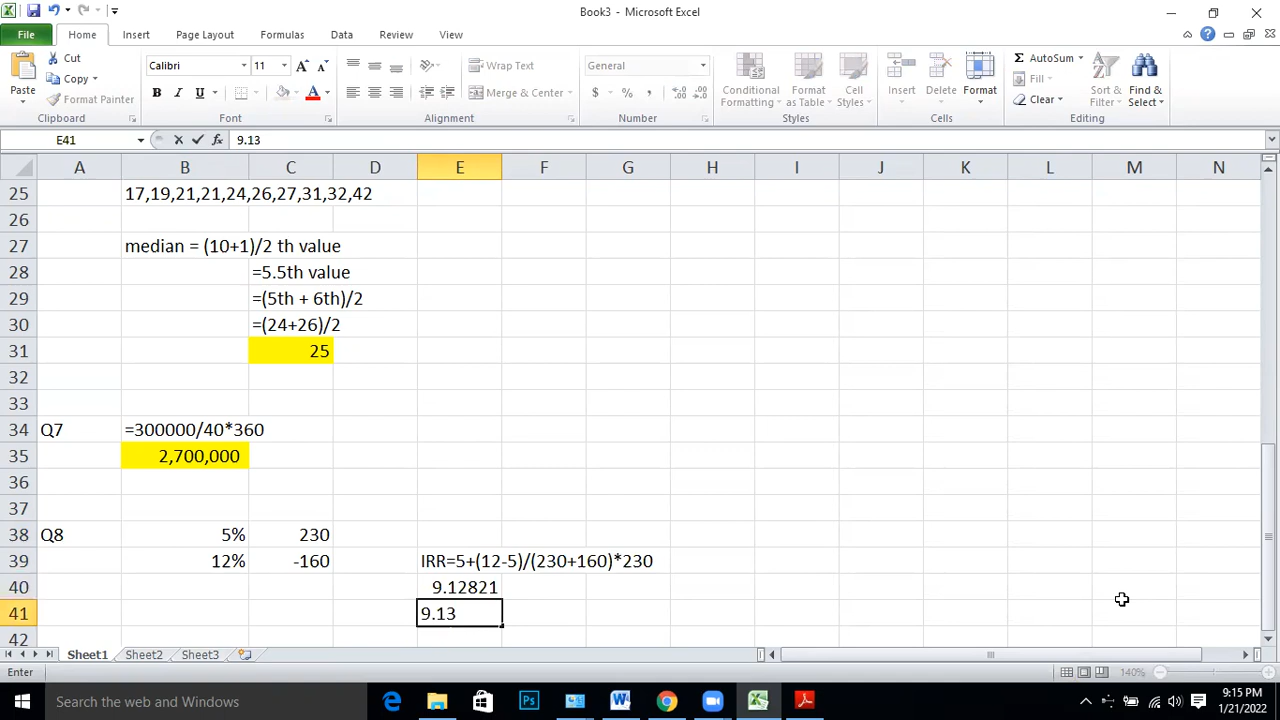 Book3 - Microsoft Excel
File Home Insert Page Layout Formulas Data Review View
Paste
Cut
Copy
Format Painter
Calibri 11
B I U
Wrap Text
Merge & Center
General
$ % ,
Conditional Formatting
Format as Table
Cell Styles
Insert Delete Format
AutoSum
Fill
Clear
Sort & Filter
Find & Select
Clipboard Font Alignment Number Styles Cells Editing
E41 fx 9.13
A B C D E F G H I J K L M N
25 17,19,21,21,24,26,27,31,32,42
26
27 median = (10+1)/2 th value
28 =5.5th value
29 =(5th + 6th)/2
30 =(24+26)/2
31 25
32
33
34 Q7 =300000/40*360
35 2,700,000
36
37
38 Q8 5% 230
39 12% -160 IRR=5+(12-5)/(230+160)*230
40 9.12821
41 9.13
42
Sheet1 Sheet2 Sheet3
Enter 140%
Search the web and Windows
9:15 PM
1/21/2022